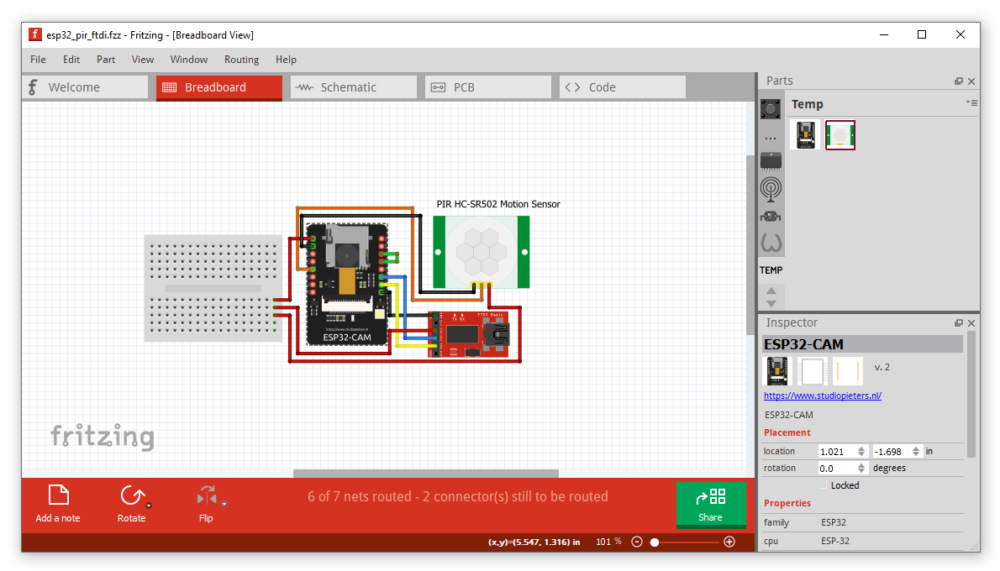 esp32_pir_ftdi.fzz - Fritzing - [Breadboard View]
File Edit Part View Window Routing Help
Welcome Breadboard Schematic PCB Code
Parts
Temp
...
TEMP
PIR HC-SR502 Motion Sensor
https://www.studiopieters.nl
ESP32-CAM
FTDI Basic
TX RX
fritzing
Inspector
ESP32-CAM
v. 2
https://www.studiopieters.nl/
ESP32-CAM
Placement
location 1.021 -1.698 in
rotation 0.0 degrees
Locked
Properties
family ESP32
cpu ESP-32
6 of 7 nets routed - 2 connector(s) still to be routed
Add a note Rotate Flip Share
(x,y)=(5.547, 1.316) in 101 %